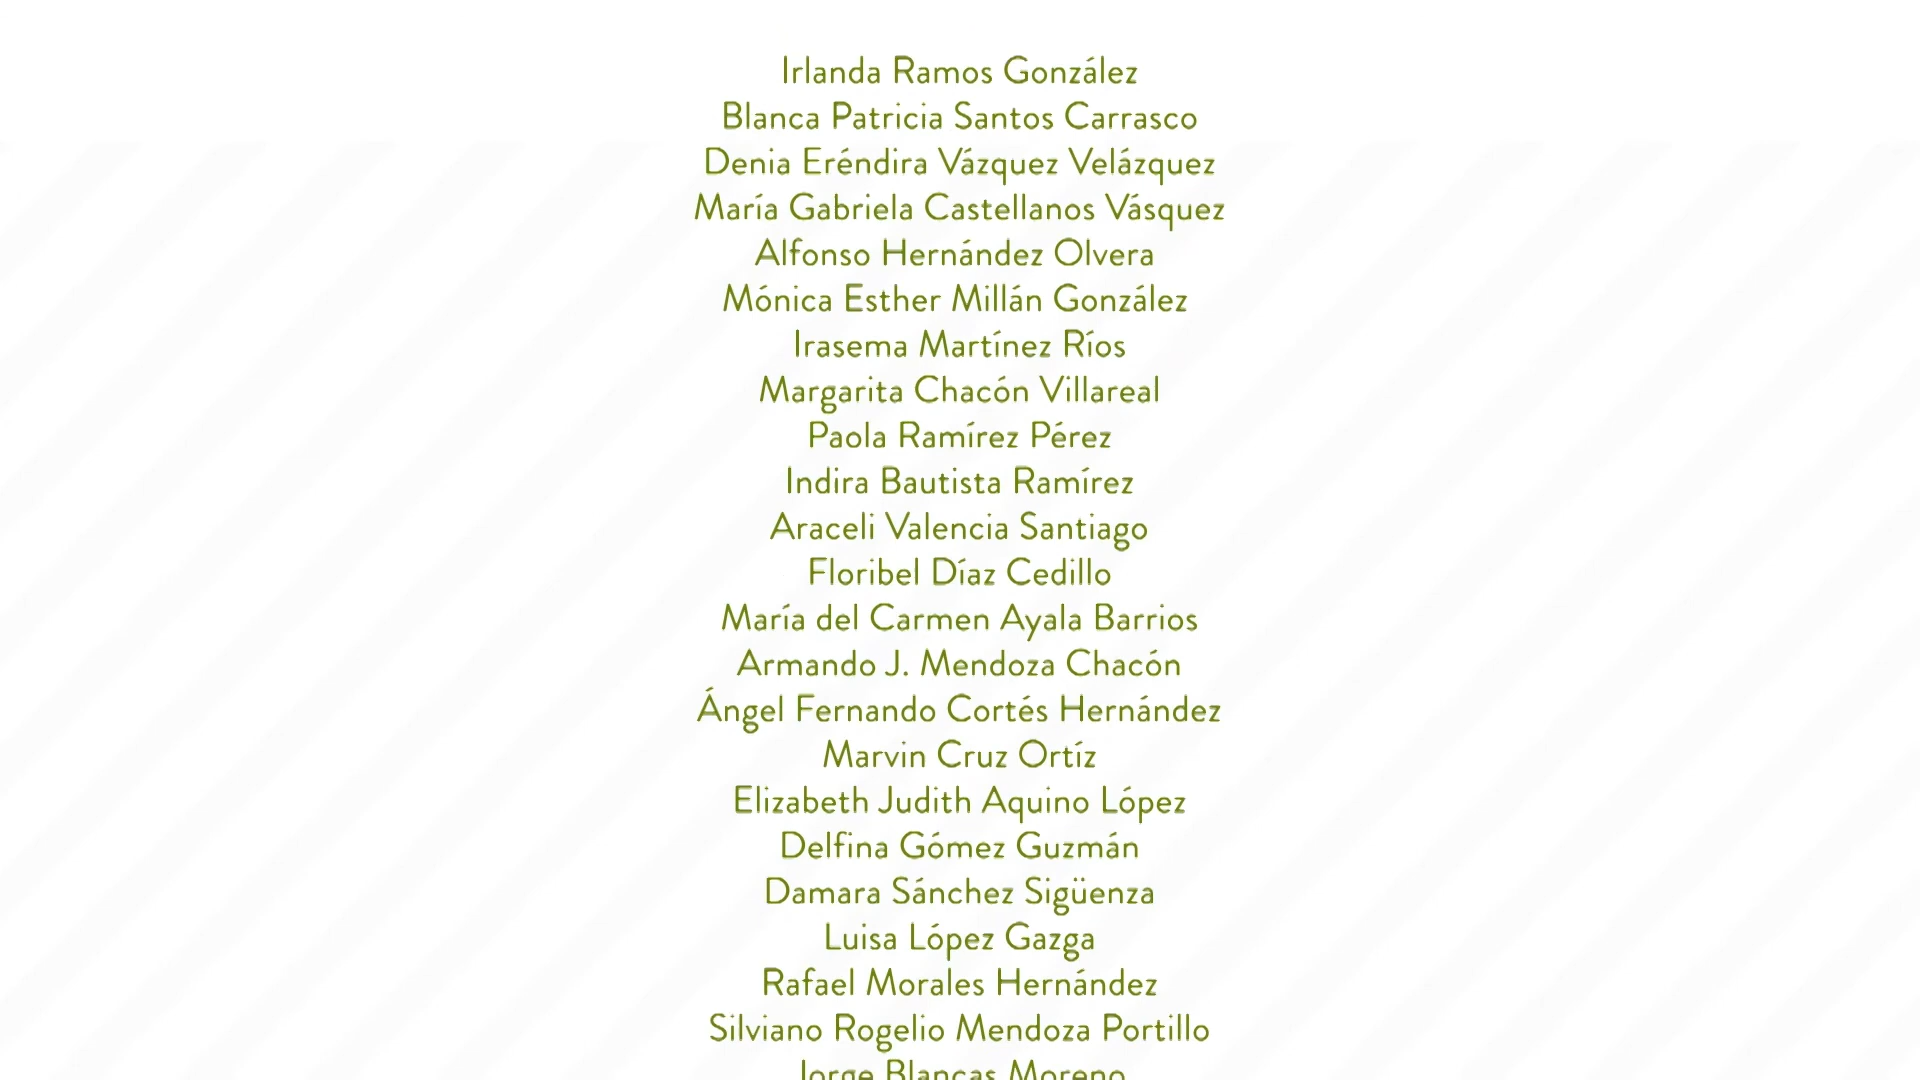 Irlanda Ramos González
Blanca Patricia Santos Carrasco
Denia Eréndira Vázquez Velázquez
María Gabriela Castellanos Vásquez
Alfonso Hernández Olvera
Mónica Esther Millán González
Irasema Martínez Ríos
Margarita Chacón Villareal
Paola Ramírez Pérez
Indira Bautista Ramírez
Araceli Valencia Santiago
Floribel Díaz Cedillo
María del Carmen Ayala Barrios
Armando J. Mendoza Chacón
Ángel Fernando Cortés Hernández
Marvin Cruz Ortíz
Elizabeth Judith Aquino López
Delfina Gómez Guzmán
Damara Sánchez Sigüenza
Luisa López Gazga
Rafael Morales Hernández
Silviano Rogelio Mendoza Portillo
Jorge Blancas Moreno